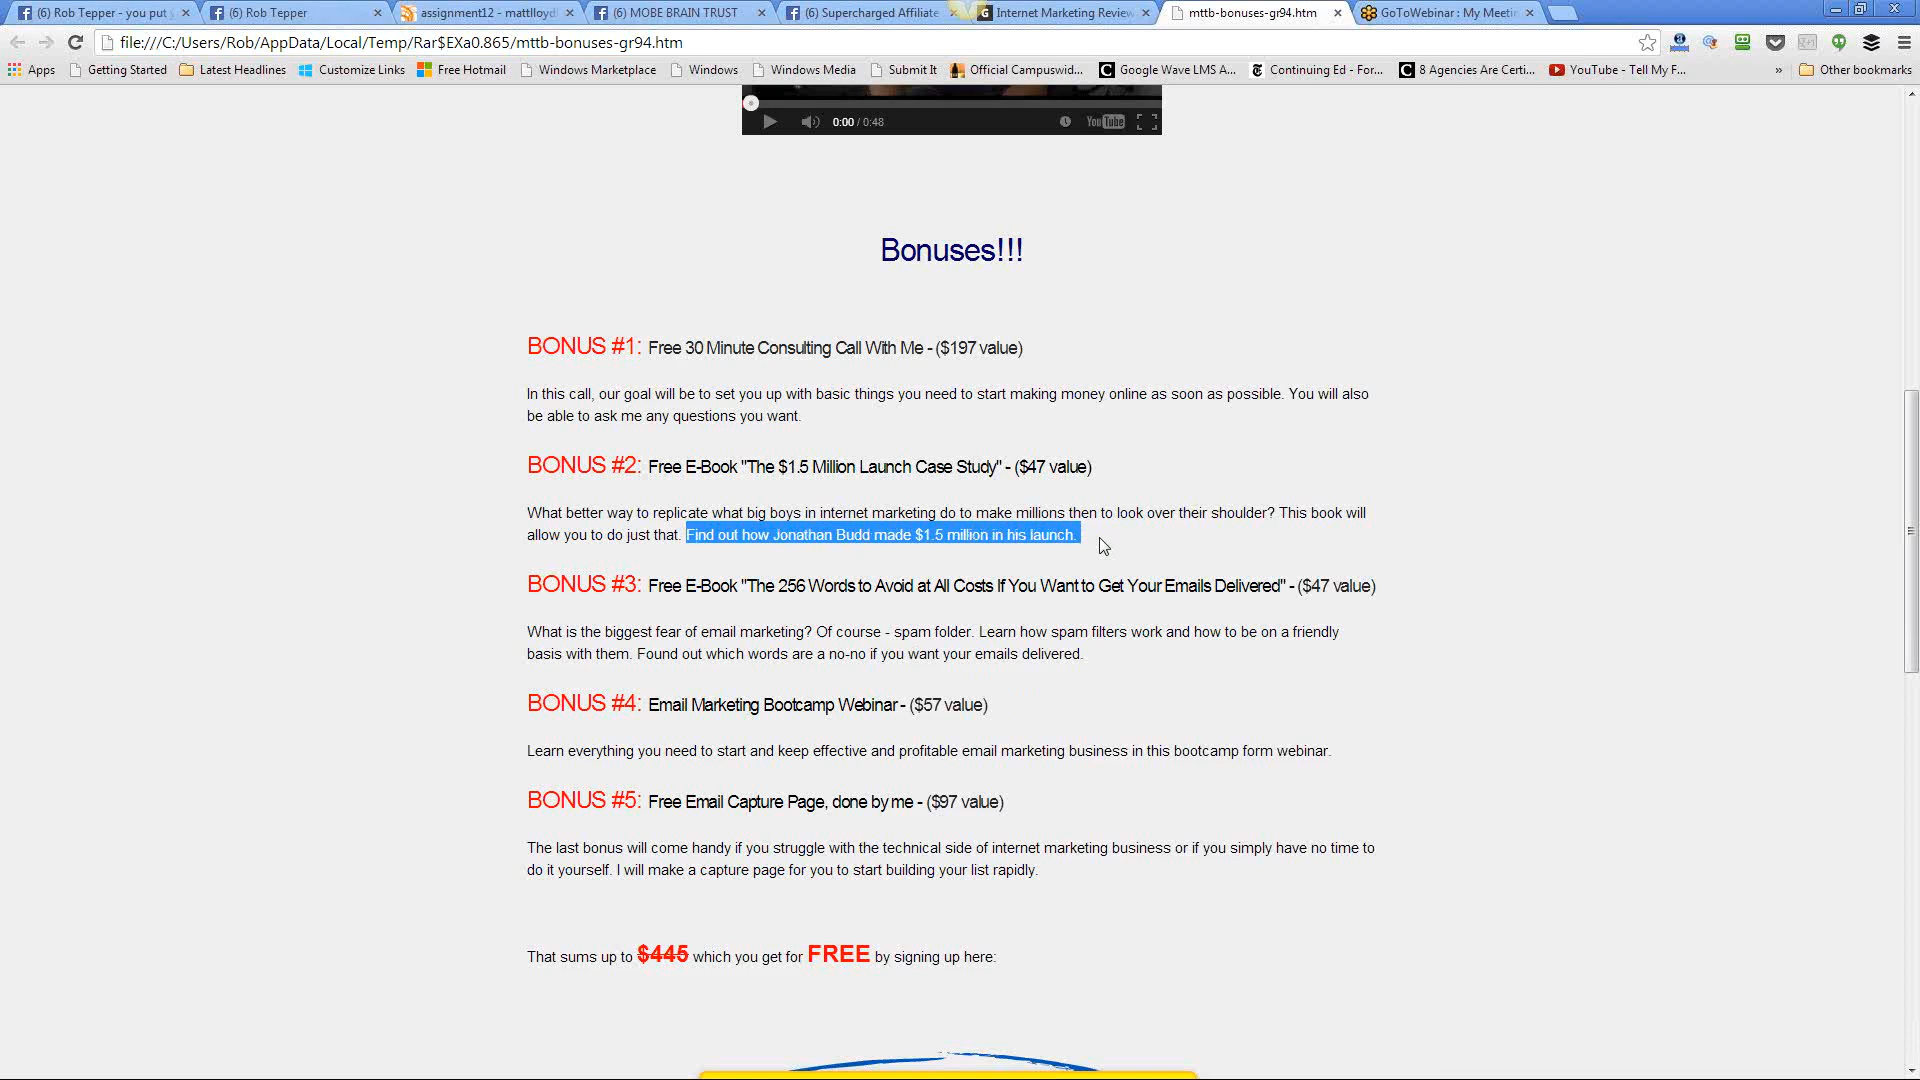 (6) Rob Tepper - you put y
(6) Rob Tepper
assignment12 - mattlloydl
(6) MOBE BRAIN TRUST
(6) Supercharged Affiliate
Internet Marketing Review
mttb-bonuses-gr94.htm
GoToWebinar : My Meetin
file:///C:/Users/Rob/AppData/Local/Temp/Rar$EXa0.865/mttb-bonuses-gr94.htm
Apps
Getting Started
Latest Headlines
Customize Links
Free Hotmail
Windows Marketplace
Windows
Windows Media
Submit It
Official Campuswid...
Google Wave LMS A...
Continuing Ed - For...
8 Agencies Are Certi...
YouTube - Tell My F...
»
Other bookmarks
0:00 / 0:48
YouTube
Bonuses!!!
BONUS #1: Free 30 Minute Consulting Call With Me - ($197 value)
In this call, our goal will be to set you up with basic things you need to start making money online as soon as possible. You will also
be able to ask me any questions you want.
BONUS #2: Free E-Book "The $1.5 Million Launch Case Study" - ($47 value)
What better way to replicate what big boys in internet marketing do to make millions then to look over their shoulder? This book will
allow you to do just that. Find out how Jonathan Budd made $1.5 million in his launch.
BONUS #3: Free E-Book "The 256 Words to Avoid at All Costs If You Want to Get Your Emails Delivered" - ($47 value)
What is the biggest fear of email marketing? Of course - spam folder. Learn how spam filters work and how to be on a friendly
basis with them. Found out which words are a no-no if you want your emails delivered.
BONUS #4: Email Marketing Bootcamp Webinar - ($57 value)
Learn everything you need to start and keep effective and profitable email marketing business in this bootcamp form webinar.
BONUS #5: Free Email Capture Page, done by me - ($97 value)
The last bonus will come handy if you struggle with the technical side of internet marketing business or if you simply have no time to
do it yourself. I will make a capture page for you to start building your list rapidly.
That sums up to $445 which you get for FREE by signing up here: